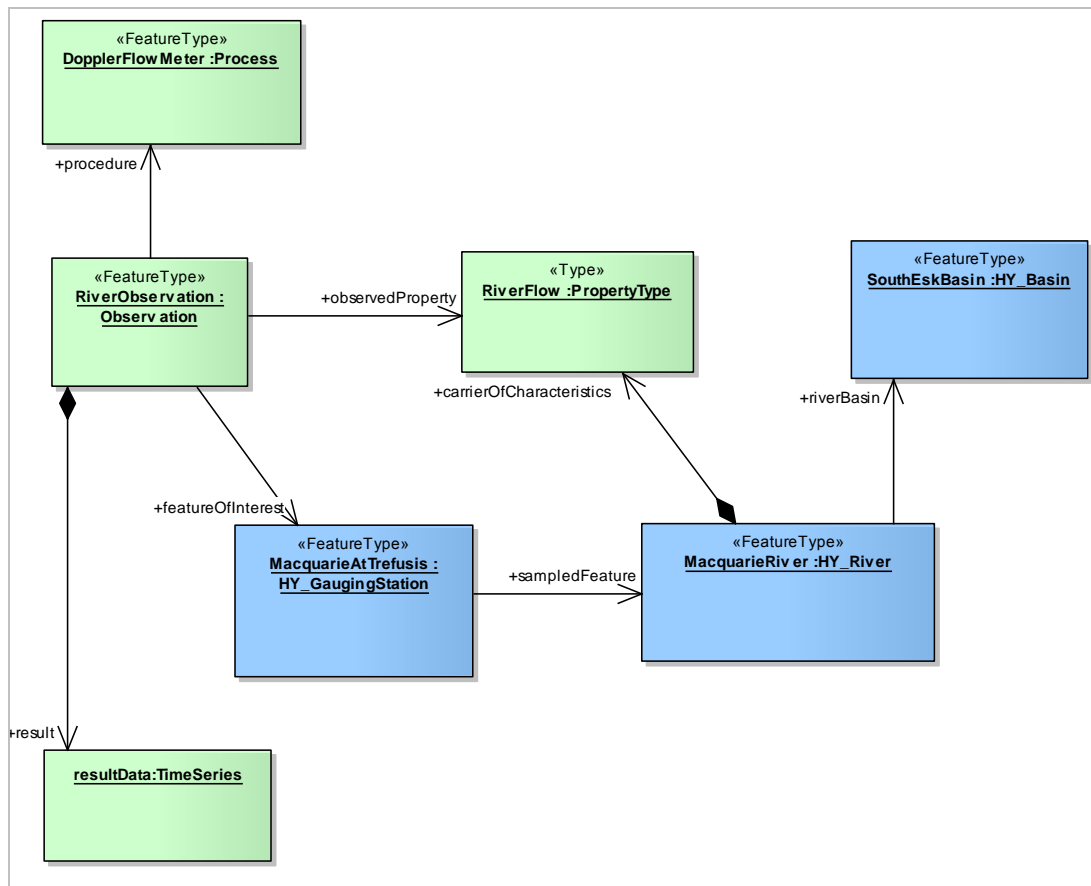 «FeatureType»
DopplerFlowMeter :Process
+procedure
«FeatureType»
RiverObservation :
Observation
+observedProperty
«Type»
RiverFlow :PropertyType
«FeatureType»
SouthEskBasin :HY_Basin
+carrierOfCharacteristics
+riverBasin
+featureOfInterest
«FeatureType»
MacquarieAtTrefusis :
HY_GaugingStation
+sampledFeature
«FeatureType»
MacquarieRiver :HY_River
+result
resultData:TimeSeries